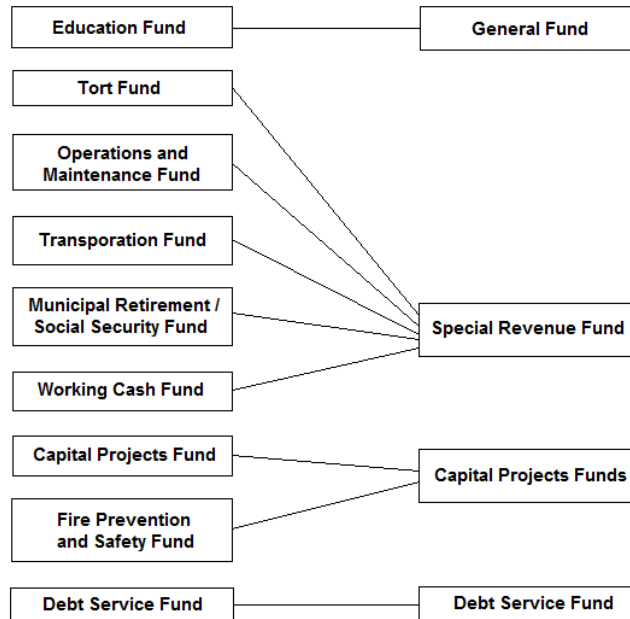 Education Fund
General Fund
Tort Fund
Operations and
Maintenance Fund
Transporation Fund
Municipal Retirement /
Social Security Fund
Special Revenue Fund
Working Cash Fund
Capital Projects Fund
Capital Projects Funds
Fire Prevention
and Safety Fund
Debt Service Fund
Debt Service Fund